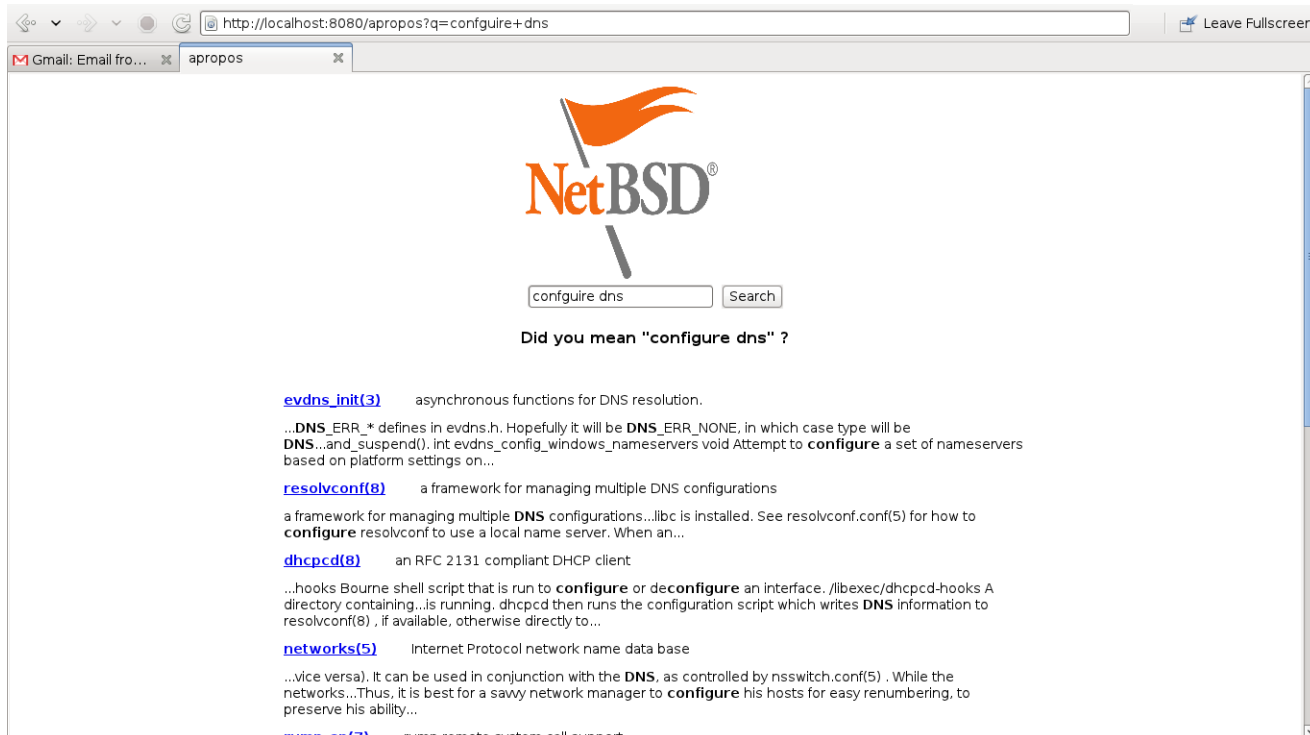 http://localhost:8080/apropos?q=confguire+dns
Leave Fullscreen
Gmail: Email fro...
apropos
NetBSD®
confguire dns
Search
Did you mean "configure dns" ?
evdns_init(3) asynchronous functions for DNS resolution.
...DNS_ERR_* defines in evdns.h. Hopefully it will be DNS_ERR_NONE, in which case type will be
DNS...and_suspend(). int evdns_config_windows_nameservers void Attempt to configure a set of nameservers
based on platform settings on...
resolvconf(8) a framework for managing multiple DNS configurations
a framework for managing multiple DNS configurations...libc is installed. See resolvconf.conf(5) for how to
configure resolvconf to use a local name server. When an...
dhcpcd(8) an RFC 2131 compliant DHCP client
...hooks Bourne shell script that is run to configure or deconfigure an interface. /libexec/dhcpcd-hooks A
directory containing...is running. dhcpcd then runs the configuration script which writes DNS information to
resolvconf(8) , if available, otherwise directly to...
networks(5) Internet Protocol network name data base
...vice versa). It can be used in conjunction with the DNS, as controlled by nsswitch.conf(5) . While the
networks...Thus, it is best for a savvy network manager to configure his hosts for easy renumbering, to
preserve his ability...